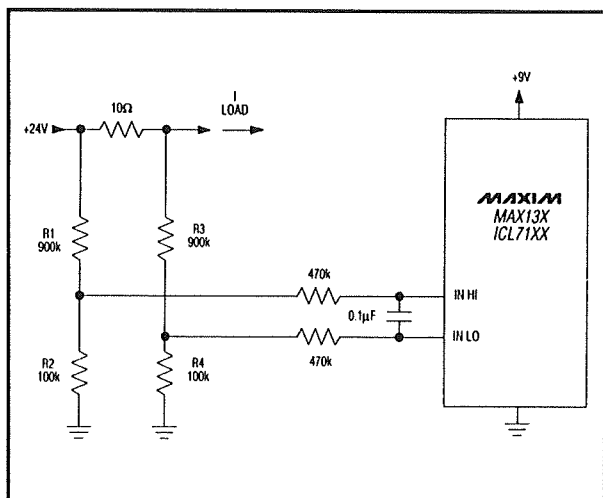 +9V
10Ω
I
LOAD
+24V
MAXIM
MAX13X
ICL71XX
R1
900k
R3
900k
470k
IN HI
0.1µF
IN LO
470k
R2
100k
R4
100k